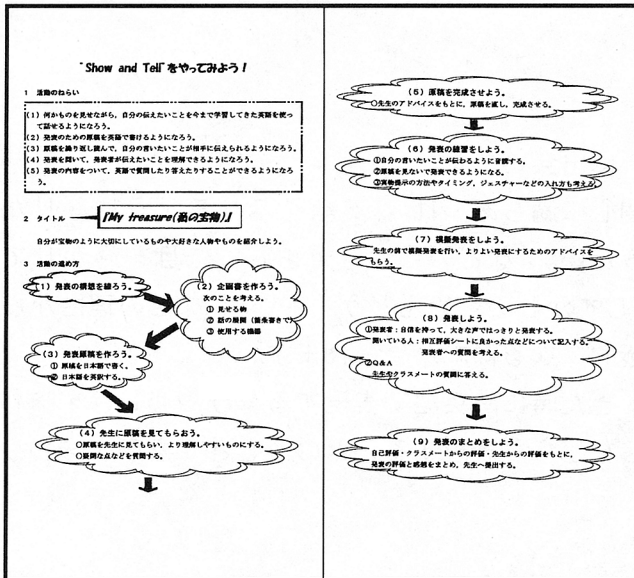 "Show and Tell"をやってみよう！
1 活動のねらい
(1) 何かものを見せながら、自分の伝えたいことを今まで学習してきた英語を使っ
て話せるようになろう。
(2) 発表のための原稿を英語で書けるようになろう。
(3) 原稿を繰り返し読んで、自分の言いたいことが相手に伝えられるようになろう。
(4) 発表を聞いて、発表者が伝えたいことを理解できるようになろう。
(5) 発表の内容をついて、英語で質問したり答えたりすることができるようになろ
う。
2 タイトル 『My treasure(私の宝物)』
自分が宝物のように大切にしているものや大好きな人物やものを紹介しよう。
3 活動の進め方
(1) 発表の構想を練ろう。
(2) 企画書を作ろう。
次のことを考える。
① 見せる物
② 話の展開（箇条書きで）
③ 使用する機器
(3) 発表原稿を作ろう。
① 原稿を日本語で書く。
② 日本語を英訳する。
(4) 先生に原稿を見てもらおう。
○原稿を先生に見てもらい、より理解しやすいものにする。
○疑問な点などを質問する。
(5) 原稿を完成させよう。
○先生のアドバイスをもとに、原稿を直し、完成させる。
(6) 発表の練習をしよう。
①自分の言いたいことが伝わるように音読する。
②原稿を見ないで発表できるようになる。
③実物提示の方法やタイミング、ジェスチャーなどの入れ方も考える。
(7) 模擬発表をしよう。
先生の前で模擬発表を行い、よりよい発表にするためのアドバイスを
もらう。
(8) 発表しよう。
①発表者：自信を持って、大きな声ではっきりと発表する。
聞いている人：相互評価シートに良かった点などについて記入する。
発表者への質問を考える。
②Q&A
先生やクラスメートの質問に答える。
(9) 発表のまとめをしよう。
自己評価・クラスメートからの評価・先生からの評価をもとに、
発表の評価と感想をまとめ、先生へ提出する。